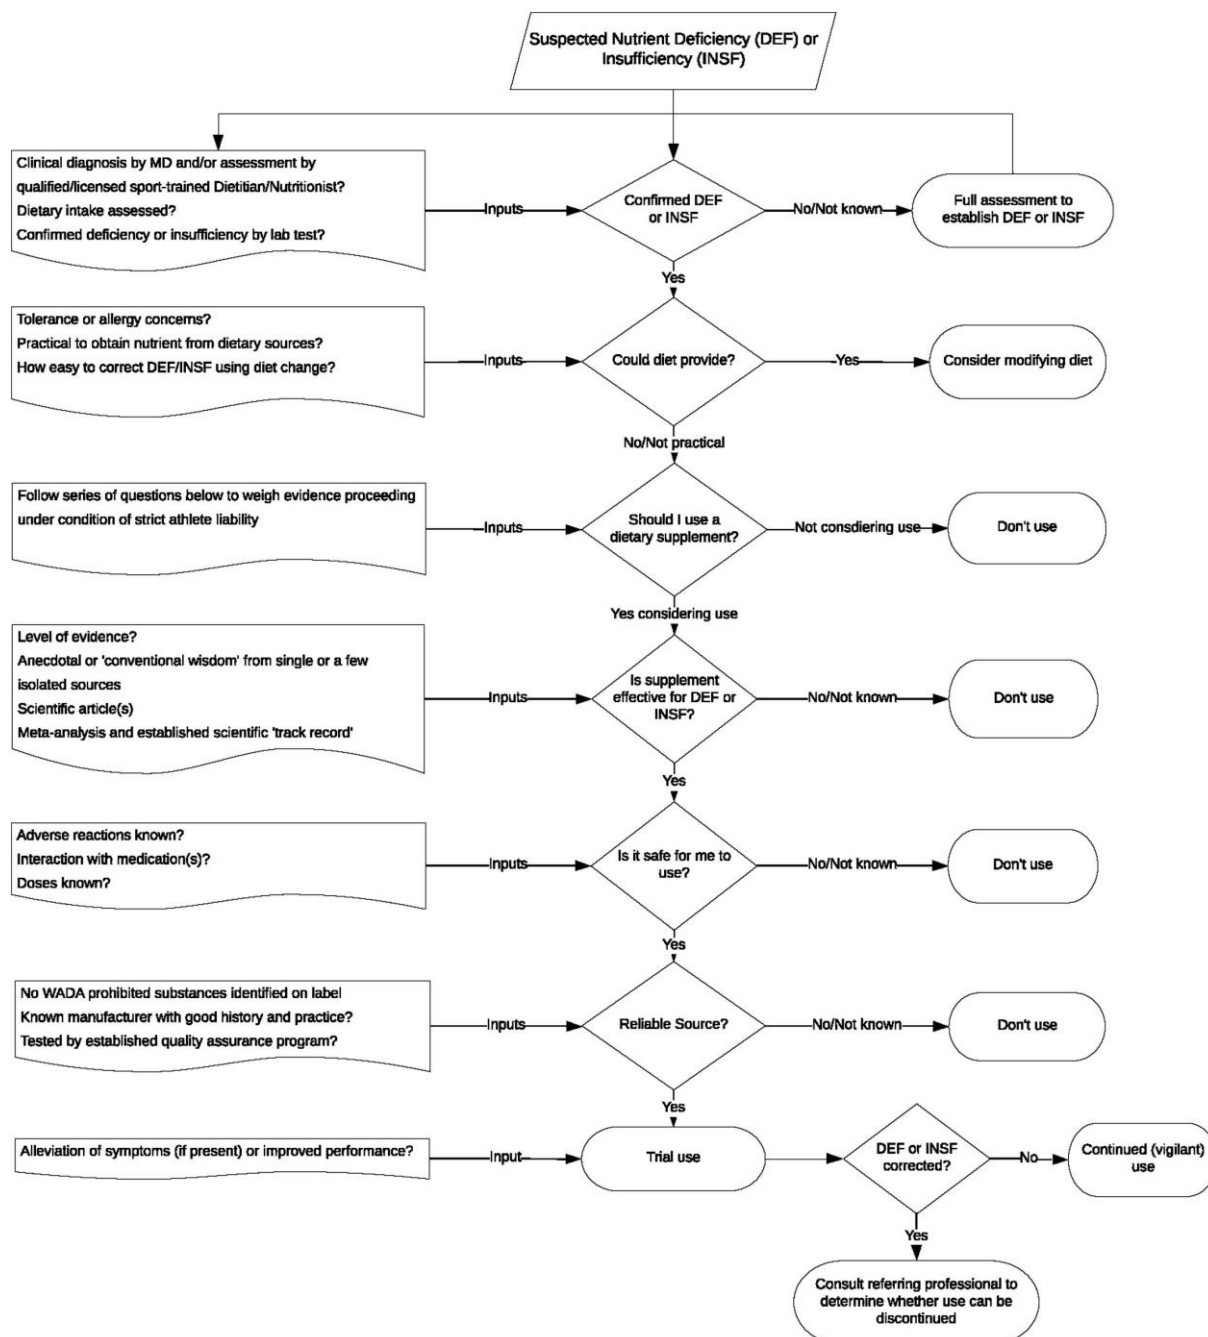 Suspected Nutrient Deficiency (DEF) or
Insufficiency (INSF)
Clinical diagnosis by MD and/or assessment by
qualified/licensed sport-trained Dietitian/Nutritionist?
Dietary intake assessed?
Confirmed deficiency or insufficiency by lab test?
Inputs
Confirmed DEF
or INSF
No/Not known
Full assessment to
establish DEF or INSF
Yes
Tolerance or allergy concerns?
Practical to obtain nutrient from dietary sources?
How easy to correct DEF/INSF using diet change?
Inputs
Could diet provide?
Yes
Consider modifying diet
No/Not practical
Follow series of questions below to weigh evidence proceeding
under condition of strict athlete liability
Inputs
Should I use a
dietary supplement?
Not consdiering use
Don't use
Yes considering use
Level of evidence?
Anecdotal or 'conventional wisdom' from single or a few
isolated sources
Scientific article(s)
Meta-analysis and established scientific 'track record'
Inputs
Is supplement
effective for DEF or
INSF?
No/Not known
Don't use
Yes
Adverse reactions known?
Interaction with medication(s)?
Doses known?
Inputs
Is it safe for me to
use?
No/Not known
Don't use
Yes
No WADA prohibited substances identified on label
Known manufacturer with good history and practice?
Tested by established quality assurance program?
Inputs
Reliable Source?
No/Not known
Don't use
Yes
Alleviation of symptoms (if present) or improved performance?
Input
Trial use
DEF or INSF
corrected?
No
Continued (vigilant)
use
Yes
Consult referring professional to
determine whether use can be
discontinued